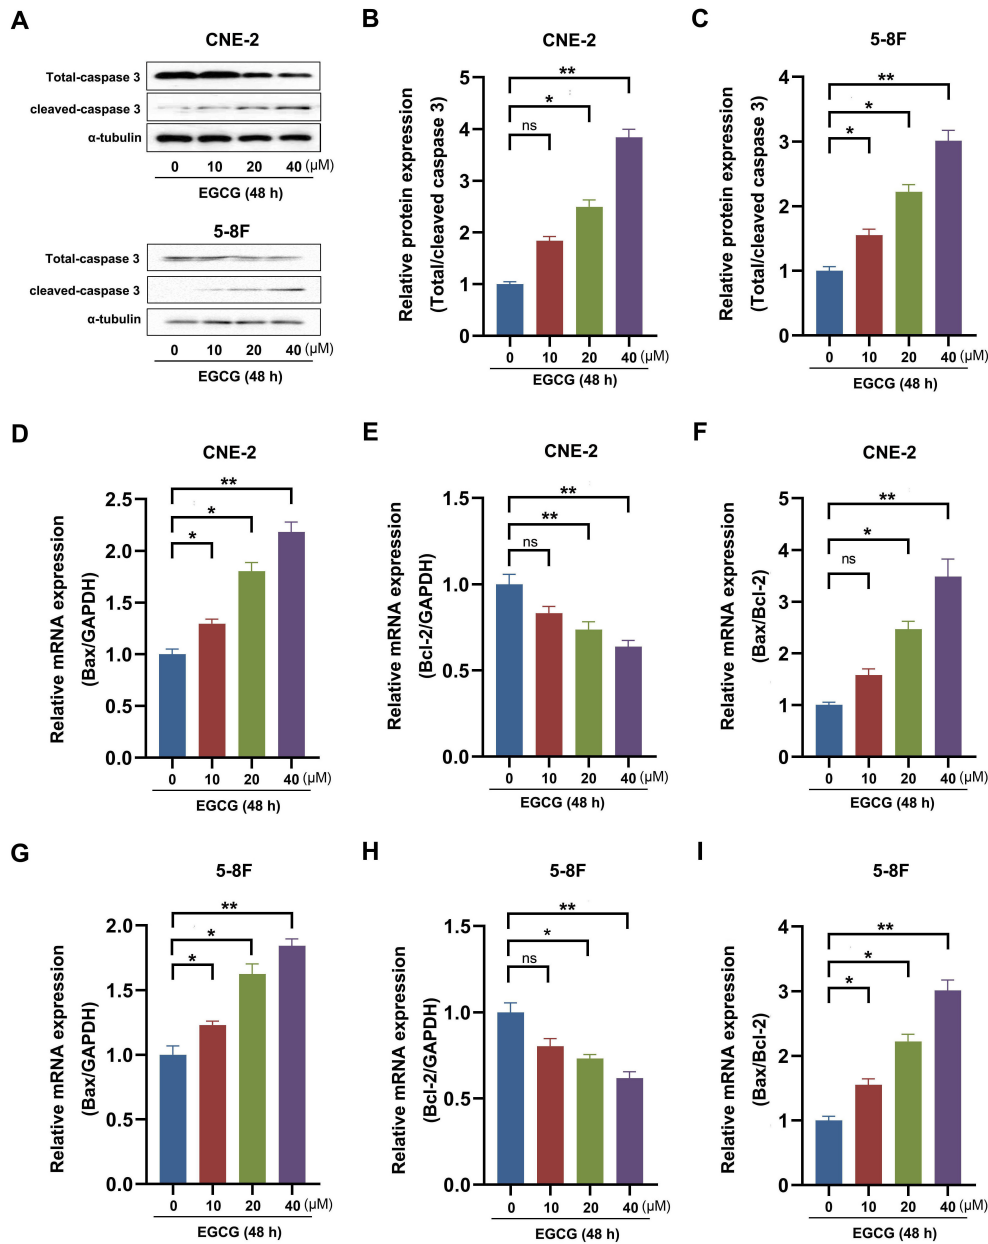 A
CNE-2
Total-caspase 3
cleaved-caspase 3
α-tubulin
0 10 20 40 (μM)
EGCG (48 h)
5-8F
Total-caspase 3
cleaved-caspase 3
α-tubulin
0 10 20 40 (μM)
EGCG (48 h)
B
CNE-2
Relative protein expression
(Total/cleaved caspase 3)
5
4
3
2
1
0
**
*
ns
0 10 20 40 (μM)
EGCG (48 h)
C
5-8F
Relative protein expression
(Total/cleaved caspase 3)
4
3
2
1
0
**
*
*
0 10 20 40 (μM)
EGCG (48 h)
D
CNE-2
Relative mRNA expression
(Bax/GAPDH)
2.5
2.0
1.5
1.0
0.5
0.0
**
*
*
0 10 20 40 (μM)
EGCG (48 h)
E
CNE-2
Relative mRNA expression
(Bcl-2/GAPDH)
1.5
1.0
0.5
0.0
**
**
ns
0 10 20 40 (μM)
EGCG (48 h)
F
CNE-2
Relative mRNA expression
(Bax/Bcl-2)
5
4
3
2
1
0
**
*
ns
0 10 20 40 (μM)
EGCG (48 h)
G
5-8F
Relative mRNA expression
(Bax/GAPDH)
2.0
1.5
1.0
0.5
0.0
**
*
*
0 10 20 40 (μM)
EGCG (48 h)
H
5-8F
Relative mRNA expression
(Bcl-2/GAPDH)
1.5
1.0
0.5
0.0
**
*
ns
0 10 20 40 (μM)
EGCG (48 h)
I
5-8F
Relative mRNA expression
(Bax/Bcl-2)
4
3
2
1
0
**
*
*
0 10 20 40 (μM)
EGCG (48 h)